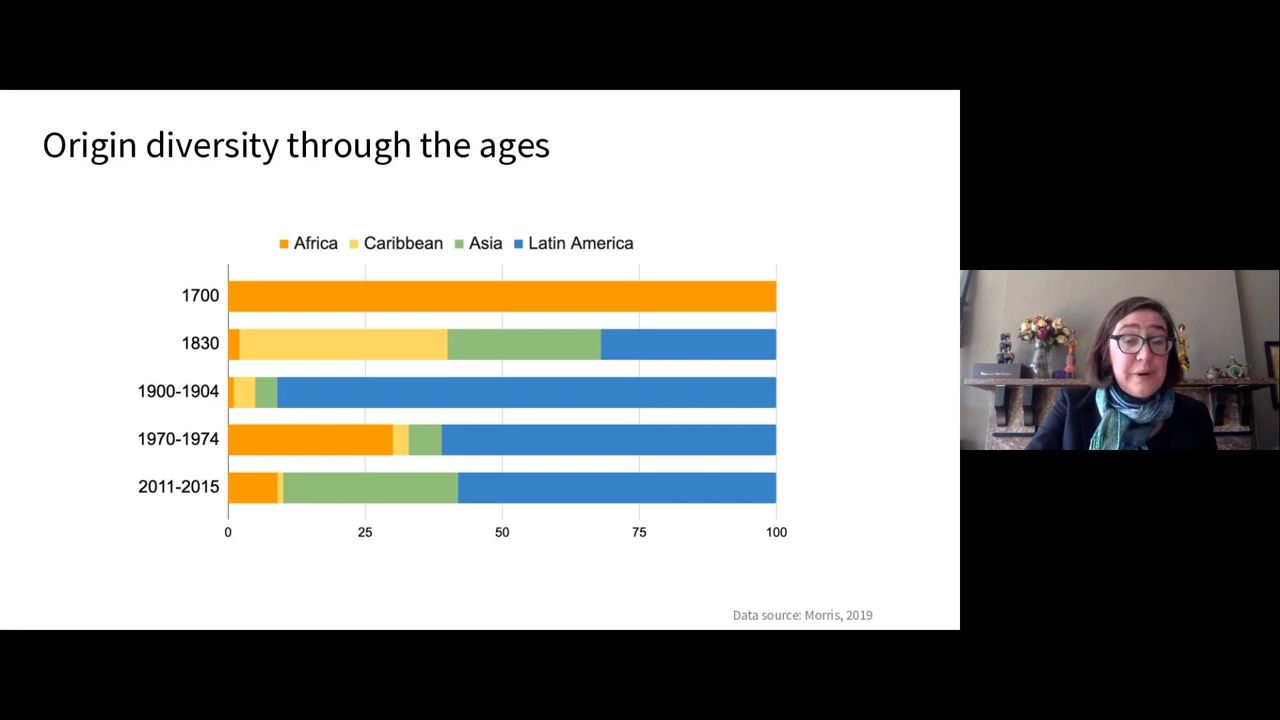 Origin diversity through the ages
Africa Caribbean Asia Latin America
1700
1830
1900-1904
1970-1974
2011-2015
0 25 50 75 100
Data source: Morris, 2019